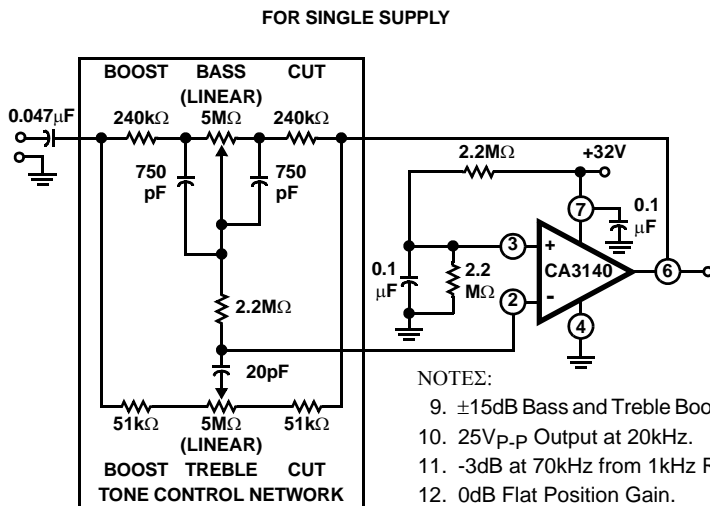 FOR SINGLE SUPPLY
BOOST BASS CUT
(LINEAR)
0.047μF
240kΩ 5MΩ 240kΩ
750 pF
750 pF
2.2MΩ
+32V
7
0.1 μF
3
+
CA3140
6
0.1 μF
2.2 MΩ
2
-
4
2.2MΩ
20pF
51kΩ 5MΩ 51kΩ
(LINEAR)
BOOST TREBLE CUT
TONE CONTROL NETWORK
NOTEΣ:
9. ±15dB Bass and Treble Boo
10. 25VP-P Output at 20kHz.
11. -3dB at 70kHz from 1kHz R
12. 0dB Flat Position Gain.